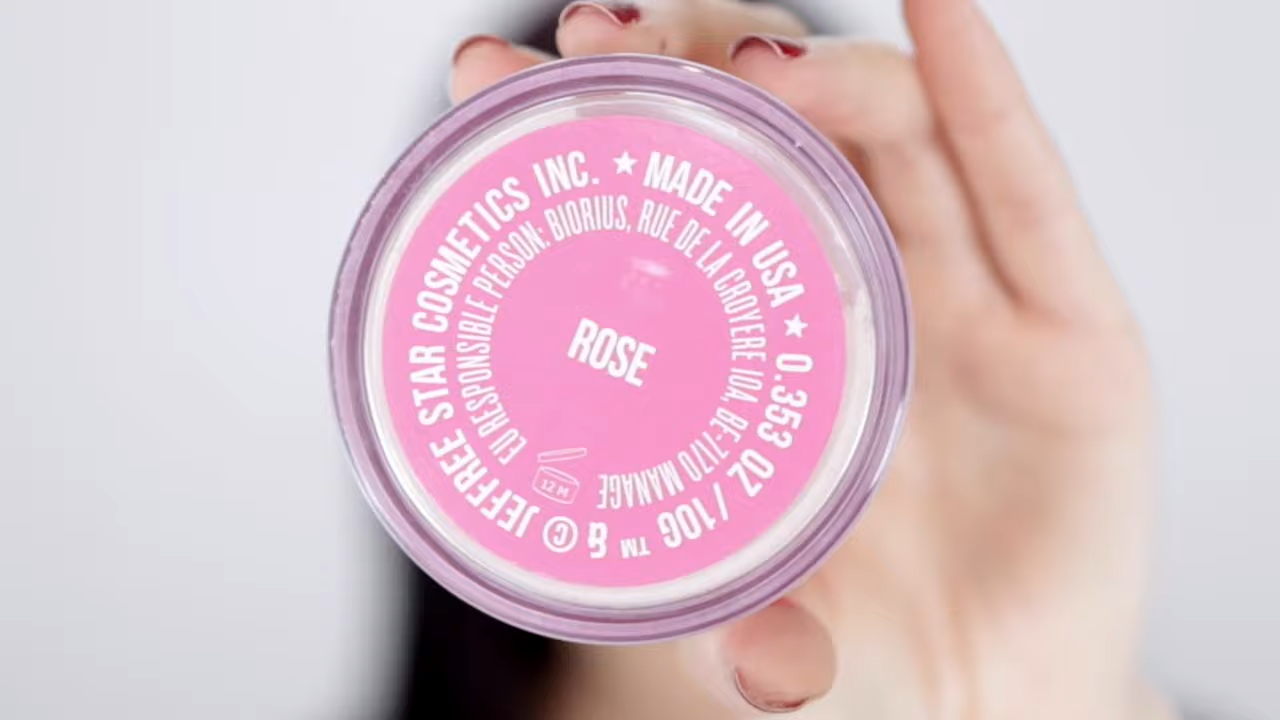 ™ & © JEFFREE STAR COSMETICS INC. ★ MADE IN USA ★ 0.353 OZ / 10G
EU RESPONSIBLE PERSON: BIORIUS, RUE DE LA CROYERE 10A, BE-7170 MANAGE
12 M
ROSE